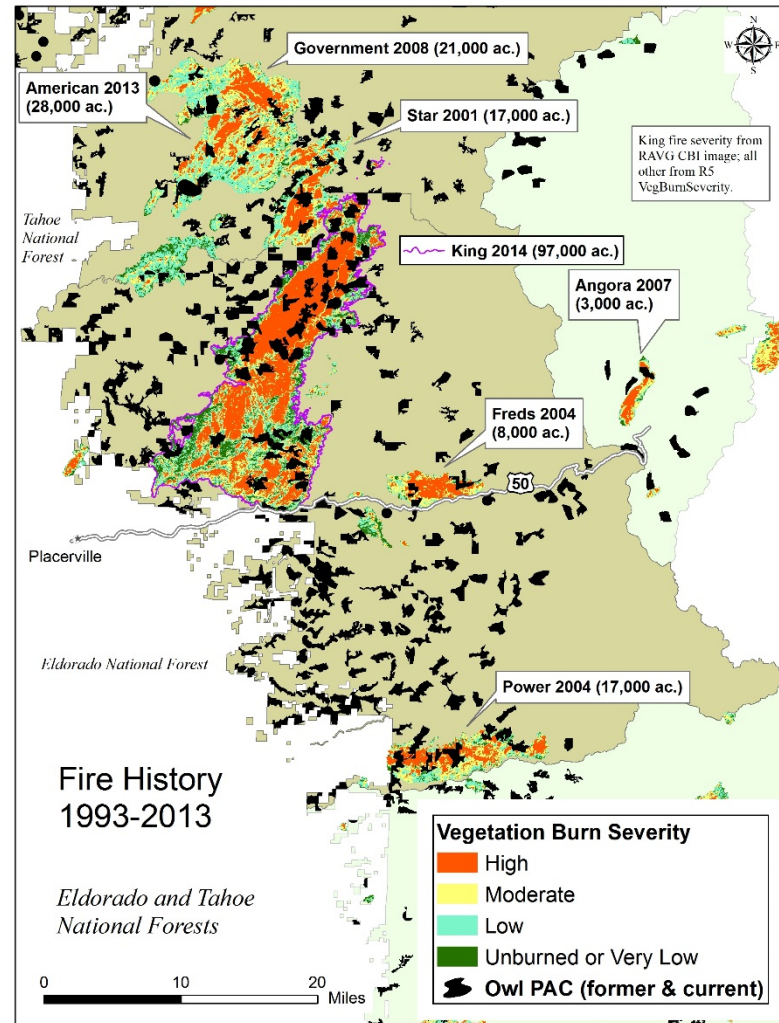 Government 2008 (21,000 ac.)
American 2013
(28,000 ac.)
Star 2001 (17,000 ac.)
N
W
E
S
King fire severity from
RAVG CBI image; all
other from R5
VegBurnSeverity.
Tahoe
National
Forest
King 2014 (97,000 ac.)
Angora 2007
(3,000 ac.)
Freds 2004
(8,000 ac.)
50
Placerville
Eldorado National Forest
Power 2004 (17,000 ac.)
Fire History
1993-2013
Eldorado and Tahoe
National Forests
0 10 20
Miles
Vegetation Burn Severity
High
Moderate
Low
Unburned or Very Low
Owl PAC (former & current)